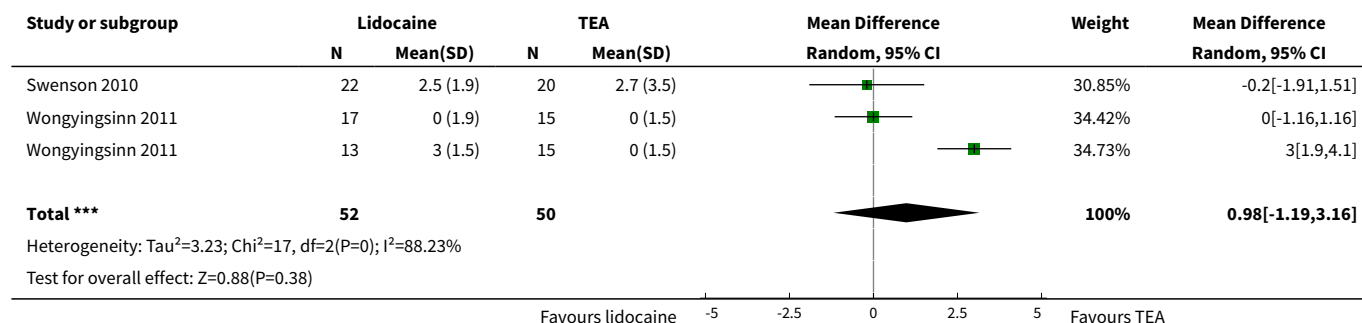 Study or subgroup Lidocaine TEA Mean Difference Weight Mean Difference
N Mean(SD) N Mean(SD) Random, 95% CI Random, 95% CI
Swenson 2010 22 2.5 (1.9) 20 2.7 (3.5) 30.85% -0.2[-1.91,1.51]
Wongyingsinn 2011 17 0 (1.9) 15 0 (1.5) 34.42% 0[-1.16,1.16]
Wongyingsinn 2011 13 3 (1.5) 15 0 (1.5) 34.73% 3[1.9,4.1]
Total *** 52 50 100% 0.98[-1.19,3.16]
Heterogeneity: Tau²=3.23; Chi²=17, df=2(P=0); I²=88.23%
Test for overall effect: Z=0.88(P=0.38)
Favours lidocaine -5 -2.5 0 2.5 5 Favours TEA